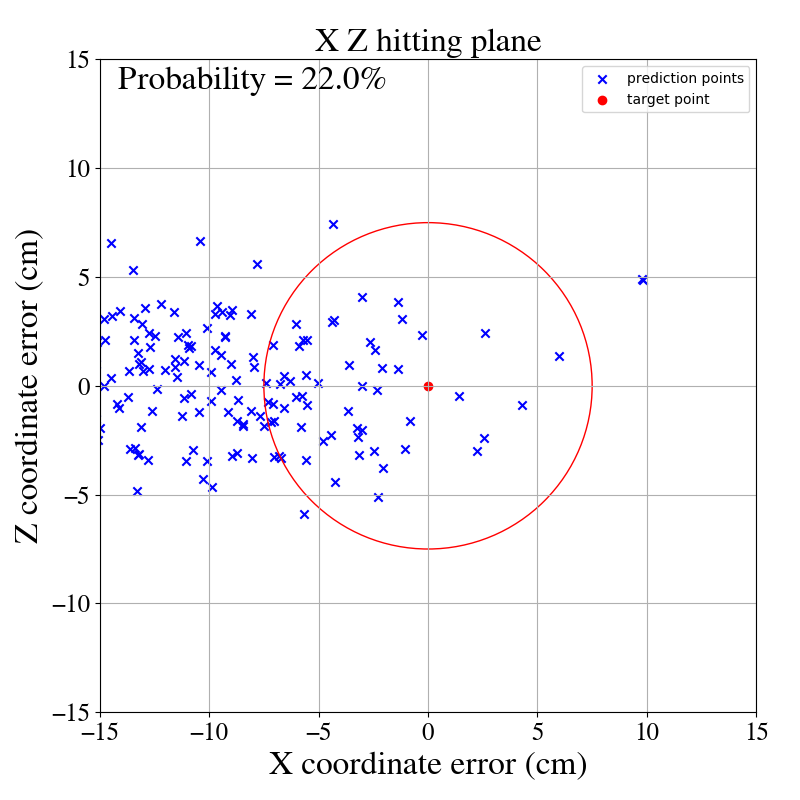 X Z hitting plane
Probability = 22.0%
prediction points
target point
15
10
5
0
−5
−10
−15
Z coordinate error (cm)
−15 −10 −5 0 5 10 15
X coordinate error (cm)